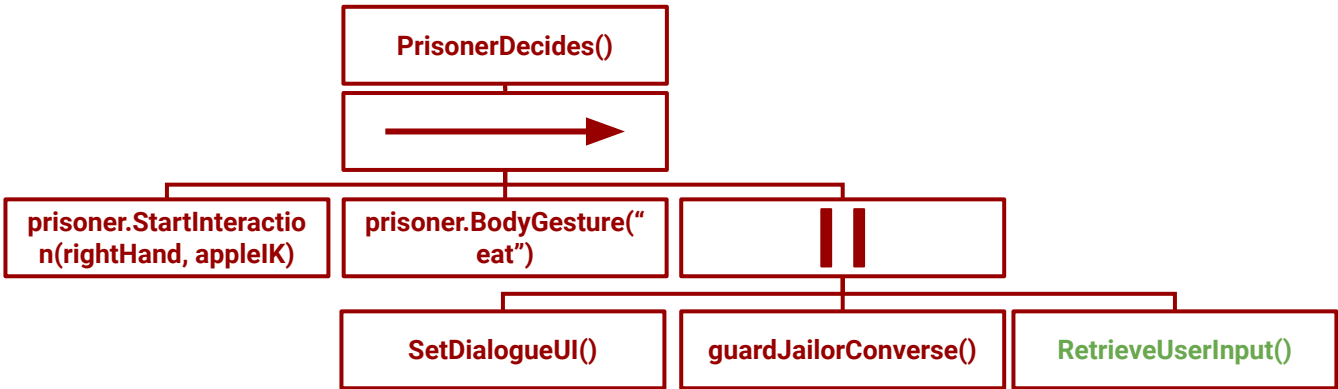 PrisonerDecides()
prisoner.StartInteractio
n(rightHand, appleIK)
prisoner.BodyGesture(“
eat”)
SetDialogueUI()
guardJailorConverse()
RetrieveUserInput()